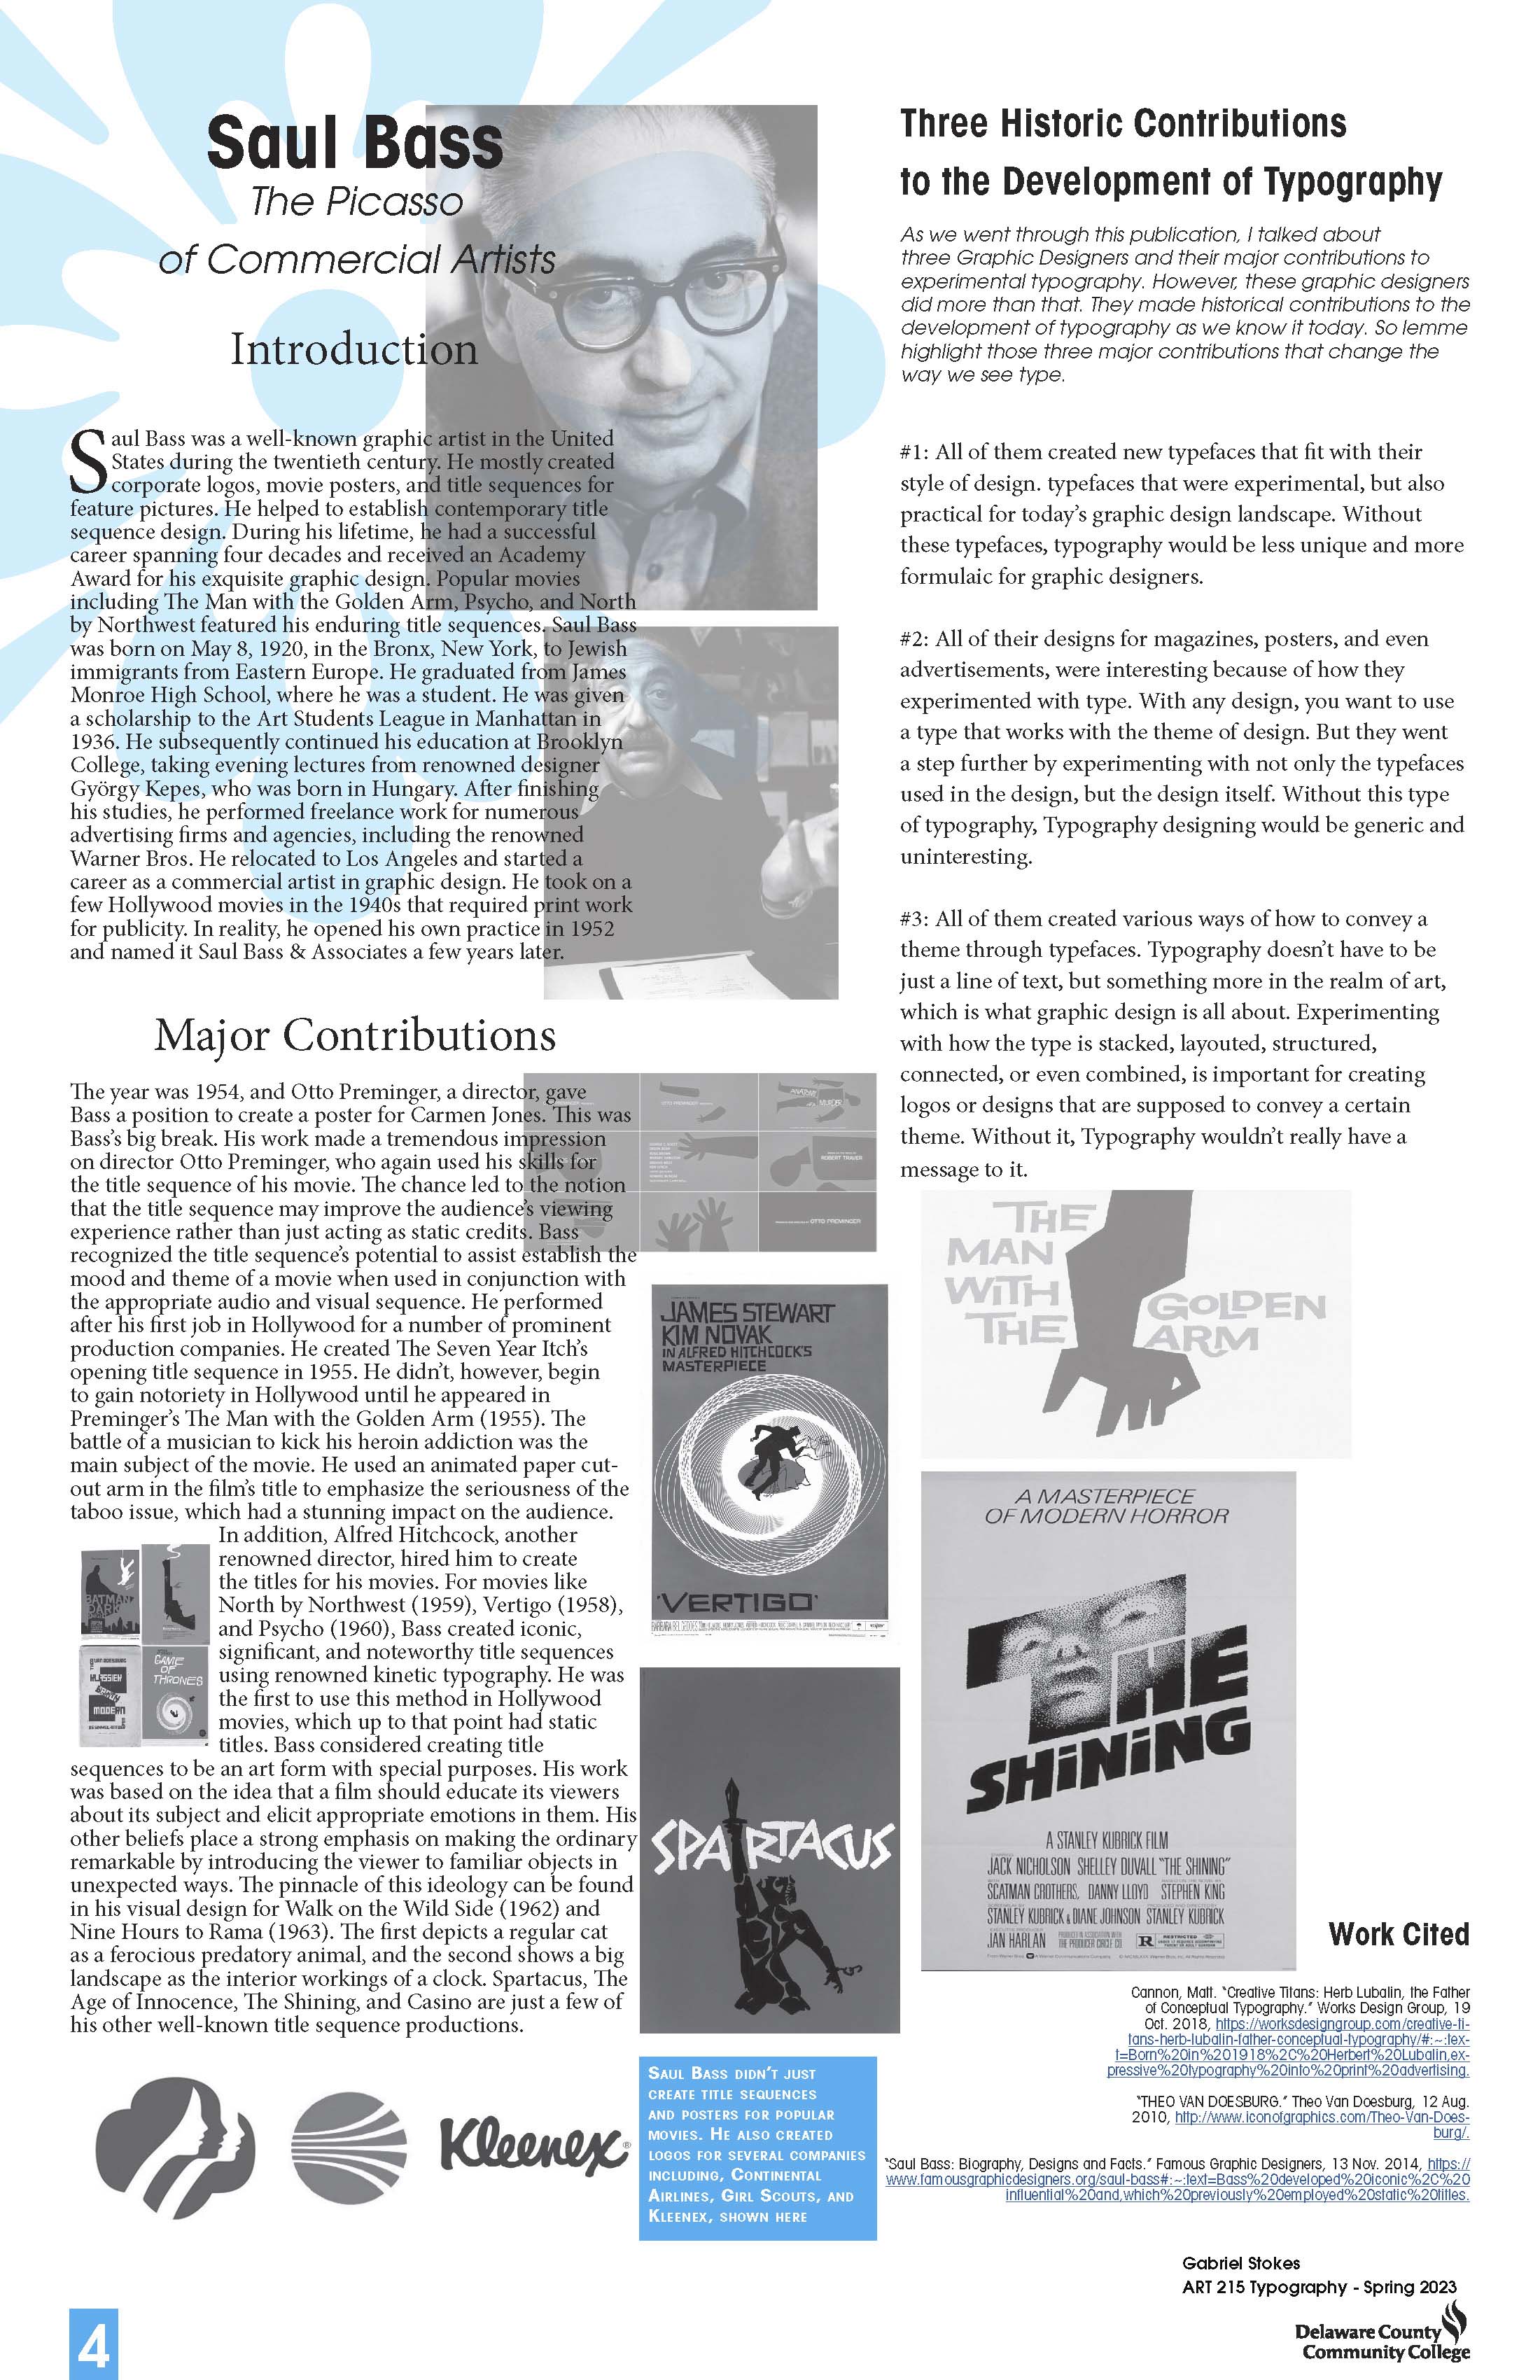 Saul Bass
The Picasso
of Commercial Artists
Introduction
Saul Bass was a well-known graphic artist in the United
States during the twentieth century. He mostly created
corporate logos, movie posters, and title sequences for
feature pictures. He helped to establish contemporary title
sequence design. During his lifetime, he had a successful
career spanning four decades and received an Academy
Award for his exquisite graphic design. Popular movies
including The Man with the Golden Arm, Psycho, and North
by Northwest featured his enduring title sequences. Saul Bass
was born on May 8, 1920, in the Bronx, New York, to Jewish
immigrants from Eastern Europe. He graduated from James
Monroe High School, where he was a student. He was given
a scholarship to the Art Students League in Manhattan in
1936. He subsequently continued his education at Brooklyn
College, taking evening lectures from renowned designer
György Kepes, who was born in Hungary. After finishing
his studies, he performed freelance work for numerous
advertising firms and agencies, including the renowned
Warner Bros. He relocated to Los Angeles and started a
career as a commercial artist in graphic design. He took on a
few Hollywood movies in the 1940s that required print work
for publicity. In reality, he opened his own practice in 1952
and named it Saul Bass & Associates a few years later.
Major Contributions
The year was 1954, and Otto Preminger, a director, gave
Bass a position to create a poster for Carmen Jones. This was
Bass's big break. His work made a tremendous impression
on director Otto Preminger, who again used his skills for
the title sequence of his movie. The chance led to the notion
that the title sequence may improve the audience's viewing
experience rather than just acting as static credits. Bass
recognized the title sequence's potential to assist establish the
mood and theme of a movie when used in conjunction with
the appropriate audio and visual sequence. He performed
after his first job in Hollywood for a number of prominent
production companies. He created The Seven Year Itch's
opening title sequence in 1955. He didn't, however, begin
to gain notoriety in Hollywood until he appeared in
Preminger's The Man with the Golden Arm (1955). The
battle of a musician to kick his heroin addiction was the
main subject of the movie. He used an animated paper cut-
out arm in the film's title to emphasize the seriousness of the
taboo issue, which had a stunning impact on the audience.
In addition, Alfred Hitchcock, another
renowned director, hired him to create
the titles for his movies. For movies like
North by Northwest (1959), Vertigo (1958),
and Psycho (1960), Bass created iconic,
significant, and noteworthy title sequences
using renowned kinetic typography. He was
the first to use this method in Hollywood
movies, which up to that point had static
titles. Bass considered creating title
sequences to be an art form with special purposes. His work
was based on the idea that a film should educate its viewers
about its subject and elicit appropriate emotions in them. His
other beliefs place a strong emphasis on making the ordinary
remarkable by introducing the viewer to familiar objects in
unexpected ways. The pinnacle of this ideology can be found
in his visual design for Walk on the Wild Side (1962) and
Nine Hours to Rama (1963). The first depicts a regular cat
as a ferocious predatory animal, and the second shows a big
landscape as the interior workings of a clock. Spartacus, The
Age of Innocence, The Shining, and Casino are just a few of
his other well-known title sequence productions.
BATMAN
DARK
KLASSIEK
BAROK
MODERN
GAME
OF
THRONES
OTTO PREMINGER
ROBERT TRAVER
OTTO PREMINGER
JAMES STEWART
KIM NOVAK
IN ALFRED HITCHCOCK'S
MASTERPIECE
'VERTIGO'
SPARTACUS
Kleenex®
Saul Bass didn't just
create title sequences
and posters for popular
movies. He also created
logos for several companies
including, Continental
Airlines, Girl Scouts, and
Kleenex, shown here
4
Three Historic Contributions
to the Development of Typography
As we went through this publication, I talked about
three Graphic Designers and their major contributions to
experimental typography. However, these graphic designers
did more than that. They made historical contributions to the
development of typography as we know it today. So lemme
highlight those three major contributions that change the
way we see type.
#1: All of them created new typefaces that fit with their
style of design. typefaces that were experimental, but also
practical for today's graphic design landscape. Without
these typefaces, typography would be less unique and more
formulaic for graphic designers.
#2: All of their designs for magazines, posters, and even
advertisements, were interesting because of how they
experimented with type. With any design, you want to use
a type that works with the theme of design. But they went
a step further by experimenting with not only the typefaces
used in the design, but the design itself. Without this type
of typography, Typography designing would be generic and
uninteresting.
#3: All of them created various ways of how to convey a
theme through typefaces. Typography doesn't have to be
just a line of text, but something more in the realm of art,
which is what graphic design is all about. Experimenting
with how the type is stacked, layouted, structured,
connected, or even combined, is important for creating
logos or designs that are supposed to convey a certain
theme. Without it, Typography wouldn't really have a
message to it.
THE
MAN
WITH
THE
GOLDEN
ARM
A MASTERPIECE
OF MODERN HORROR
THE
SHiNiNG
A STANLEY KUBRICK FILM
JACK NICHOLSON SHELLEY DUVALL "THE SHINING"
SCATMAN CROTHERS, DANNY LLOYD STEPHEN KING
STANLEY KUBRICK & DIANE JOHNSON STANLEY KUBRICK
JAN HARLAN THE PRODUCER CIRCLE CO. R RESTRICTED
Work Cited
Cannon, Matt. "Creative Titans: Herb Lubalin, the Father
of Conceptual Typography." Works Design Group, 19
Oct. 2018, https://worksdesigngroup.com/creative-ti-
tans-herb-lubalin-father-conceptual-typography/#:~:tex-
t=Born%20in%201918%2C%20Herbert%20Lubalin,ex-
pressive%20typography%20into%20print%20advertising.
"THEO VAN DOESBURG." Theo Van Doesburg, 12 Aug.
2010, http://www.iconofgraphics.com/Theo-Van-Does-
burg/.
"Saul Bass: Biography, Designs and Facts." Famous Graphic Designers, 13 Nov. 2014, https://
www.famousgraphicdesigners.org/saul-bass#:~:text=Bass%20developed%20iconic%2C%20
influential%20and,which%20previously%20employed%20static%20titles.
Gabriel Stokes
ART 215 Typography - Spring 2023
Delaware County
Community College